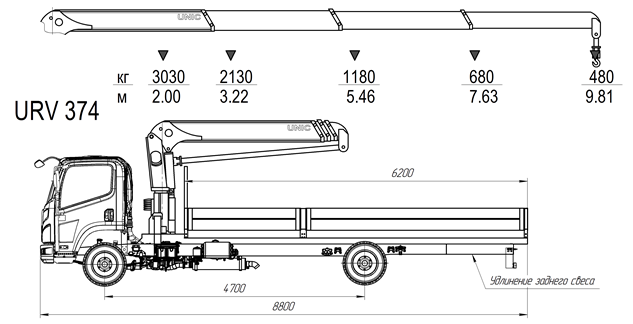 UNIC
кг 3030 2130 1180 680 480
м 2.00 3.22 5.46 7.63 9.81
URV 374
UNIC
6200
Удлинение заднего свеса
4700
8800